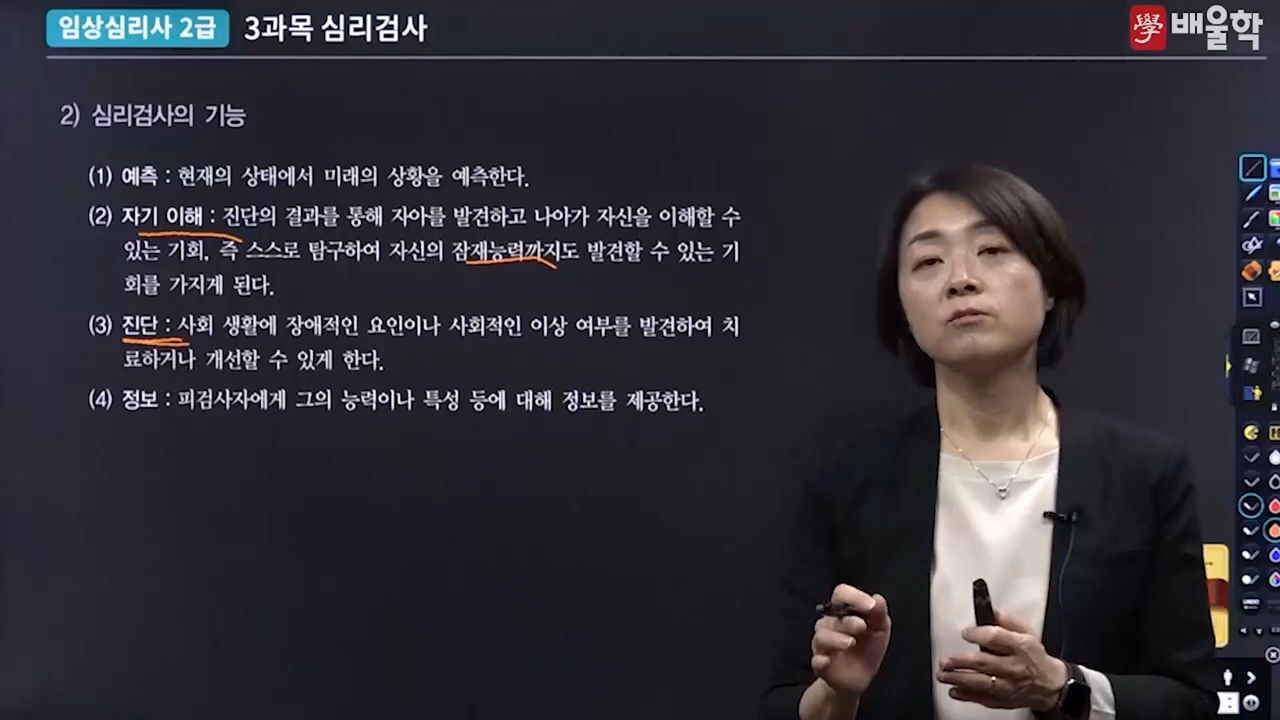 임상심리사 2급 3과목 심리검사
學 배울학
2) 심리검사의 기능
(1) 예측 : 현재의 상태에서 미래의 상황을 예측한다.
(2) 자기 이해 : 진단의 결과를 통해 자아를 발견하고 나아가 자신을 이해할 수
있는 기회, 즉 스스로 탐구하여 자신의 잠재능력까지도 발견할 수 있는 기
회를 가지게 된다.
(3) 진단 : 사회 생활에 장애적인 요인이나 사회적인 이상 여부를 발견하여 치
료하거나 개선할 수 있게 한다.
(4) 정보 : 피검사자에게 그의 능력이나 특성 등에 대해 정보를 제공한다.